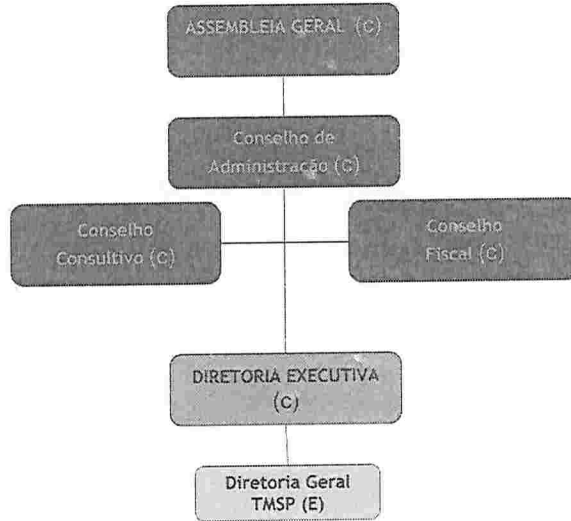 ASSEMBLEIA GERAL (C)
Conselho de
Administração (C)
Conselho
Consultivo (C)
Conselho
Fiscal (C)
DIRETORIA EXECUTIVA
(C)
Diretoria Geral
TMSP (E)